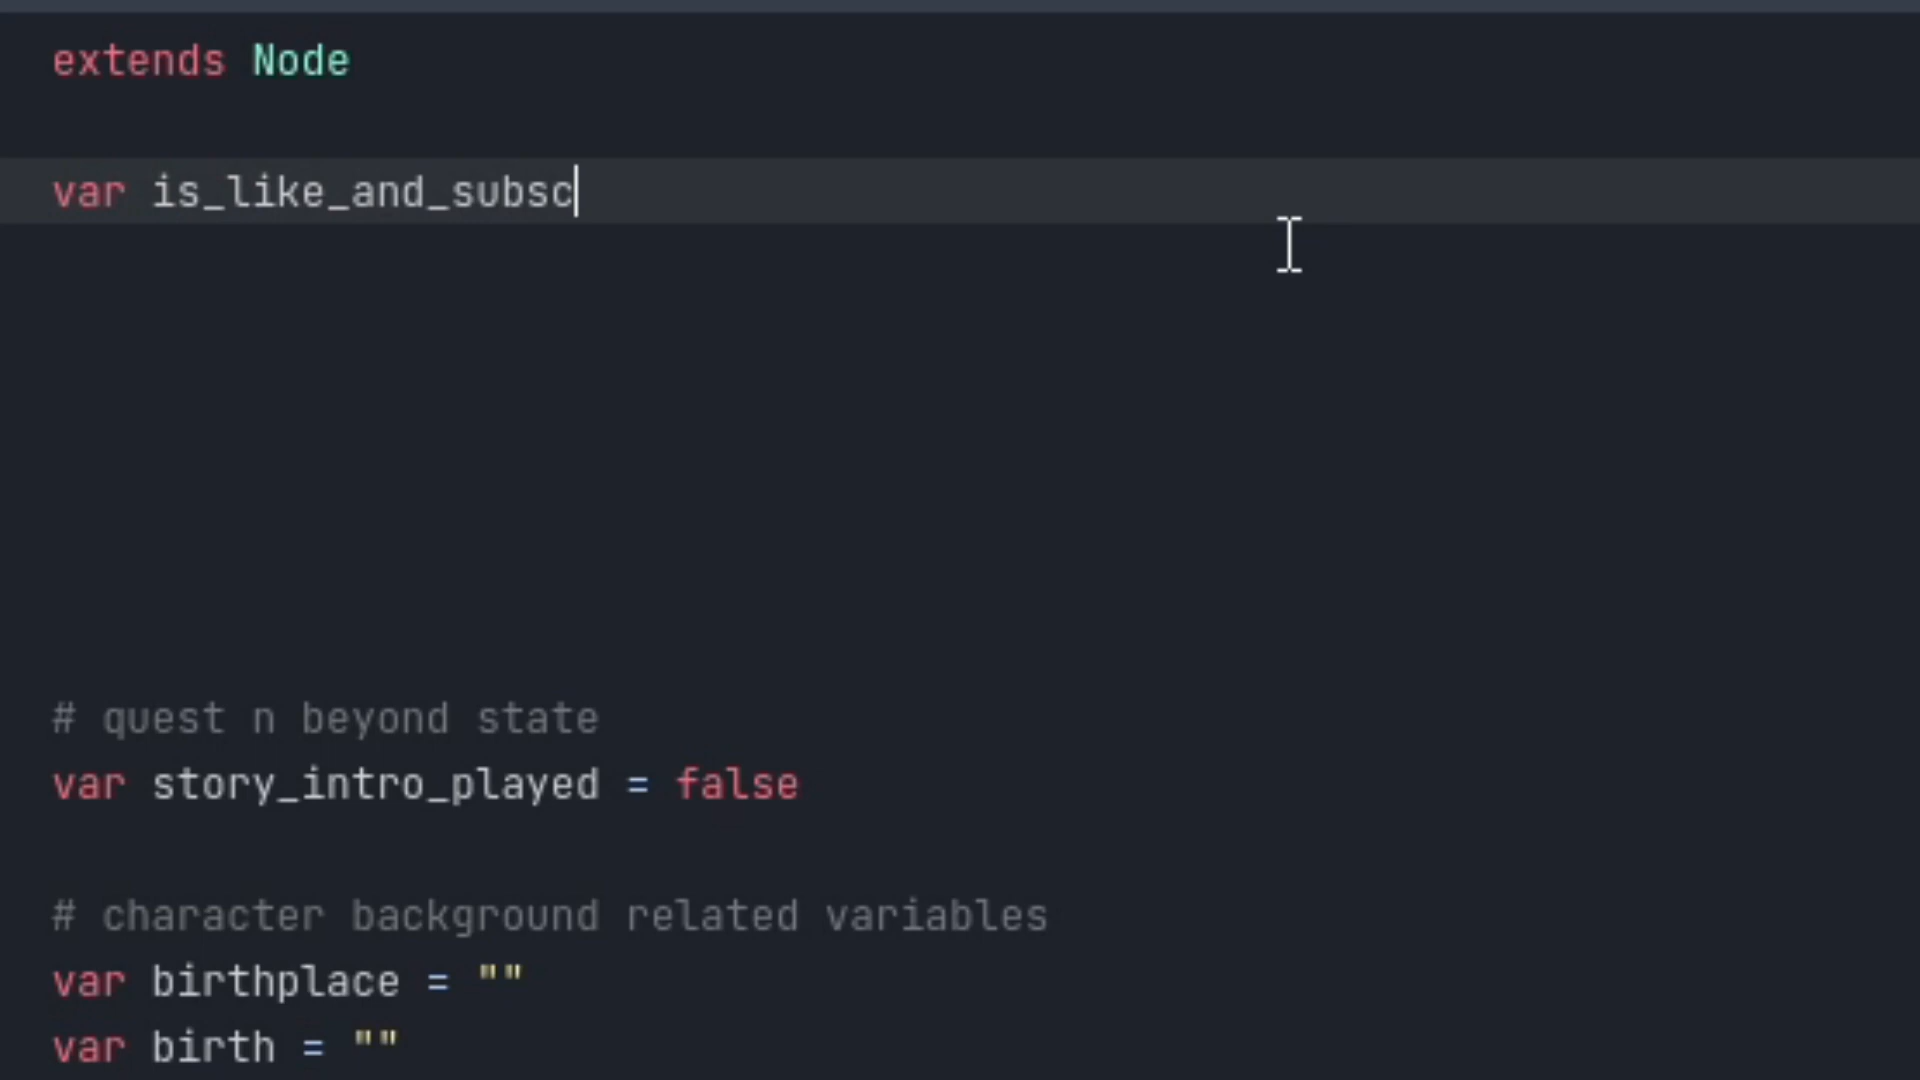 extends Node
var is_like_and_subsc
# quest n beyond state
var story_intro_played = false
# character background related variables
var birthplace = ""
var birth = ""